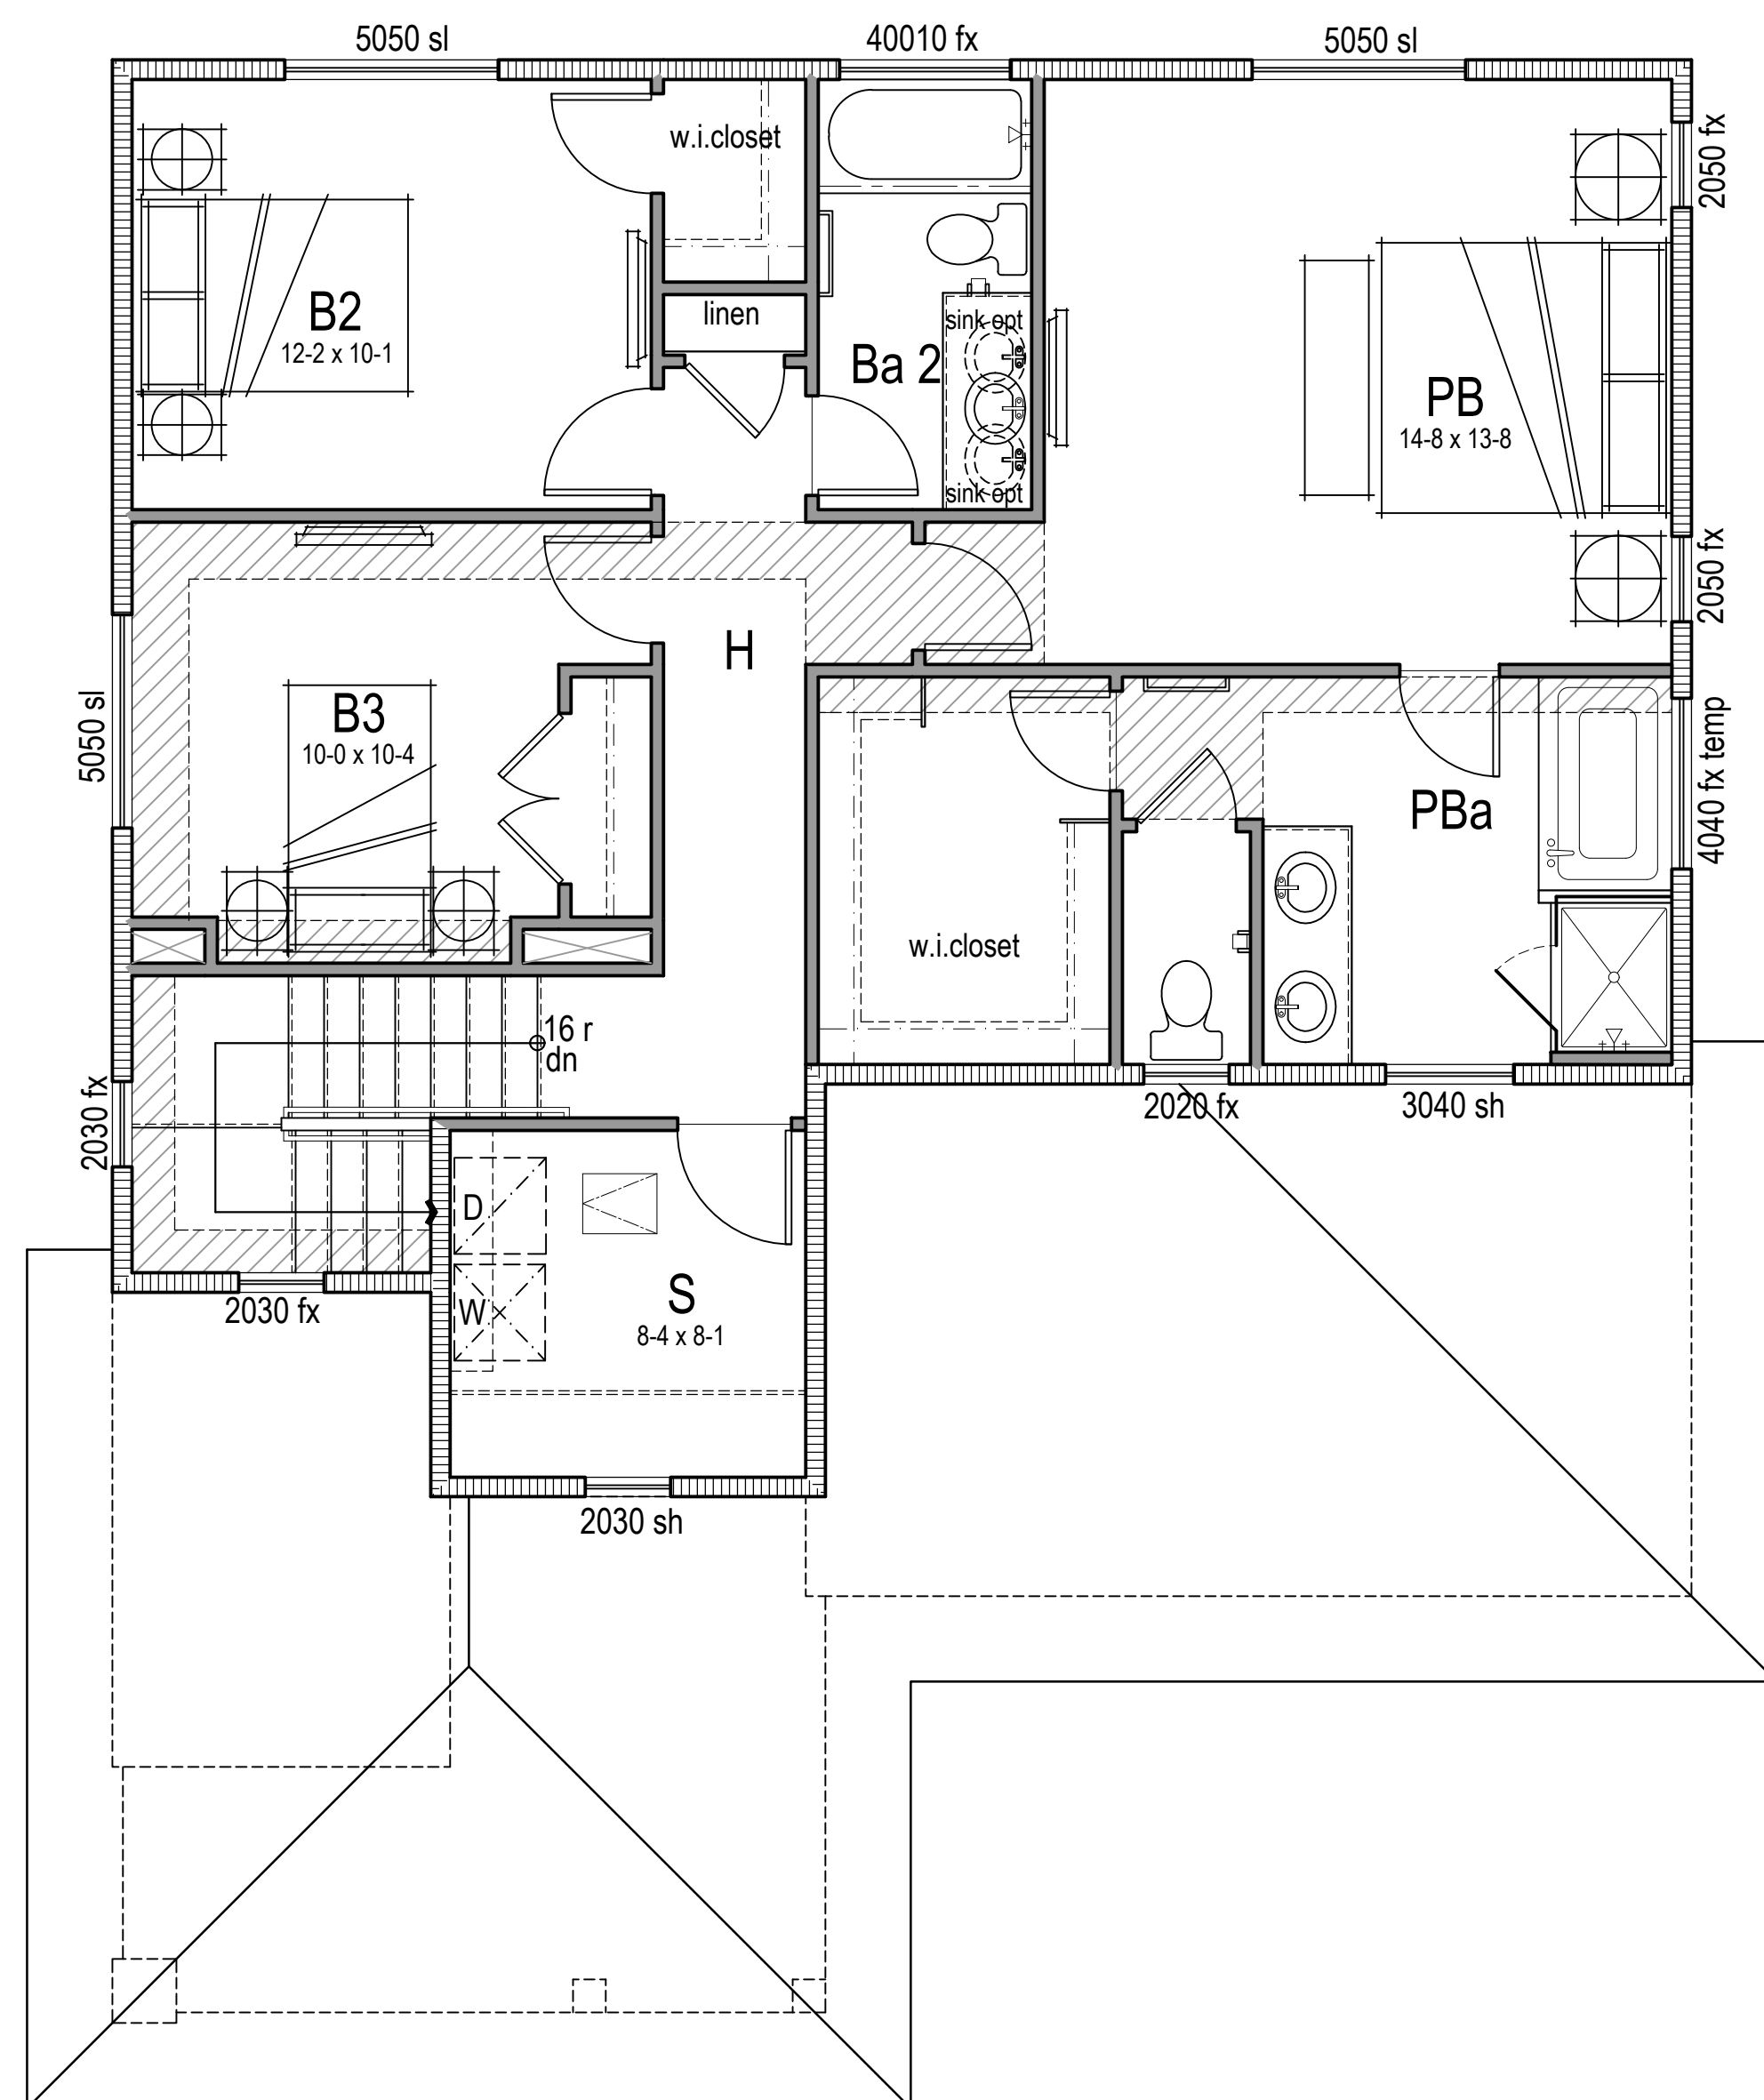 5050 sl
40010 fx
5050 sl
w.i.closet
2050 fx
B2
12-2 x 10-1
linen
sink opt
Ba 2
sink opt
PB
14-8 x 13-8
2050 fx
H
5050 sl
B3
10-0 x 10-4
4040 fx temp
PBa
w.i.closet
16 r
dn
2030 fx
2020 fx
3040 sh
D
W
S
8-4 x 8-1
2030 fx
2030 sh